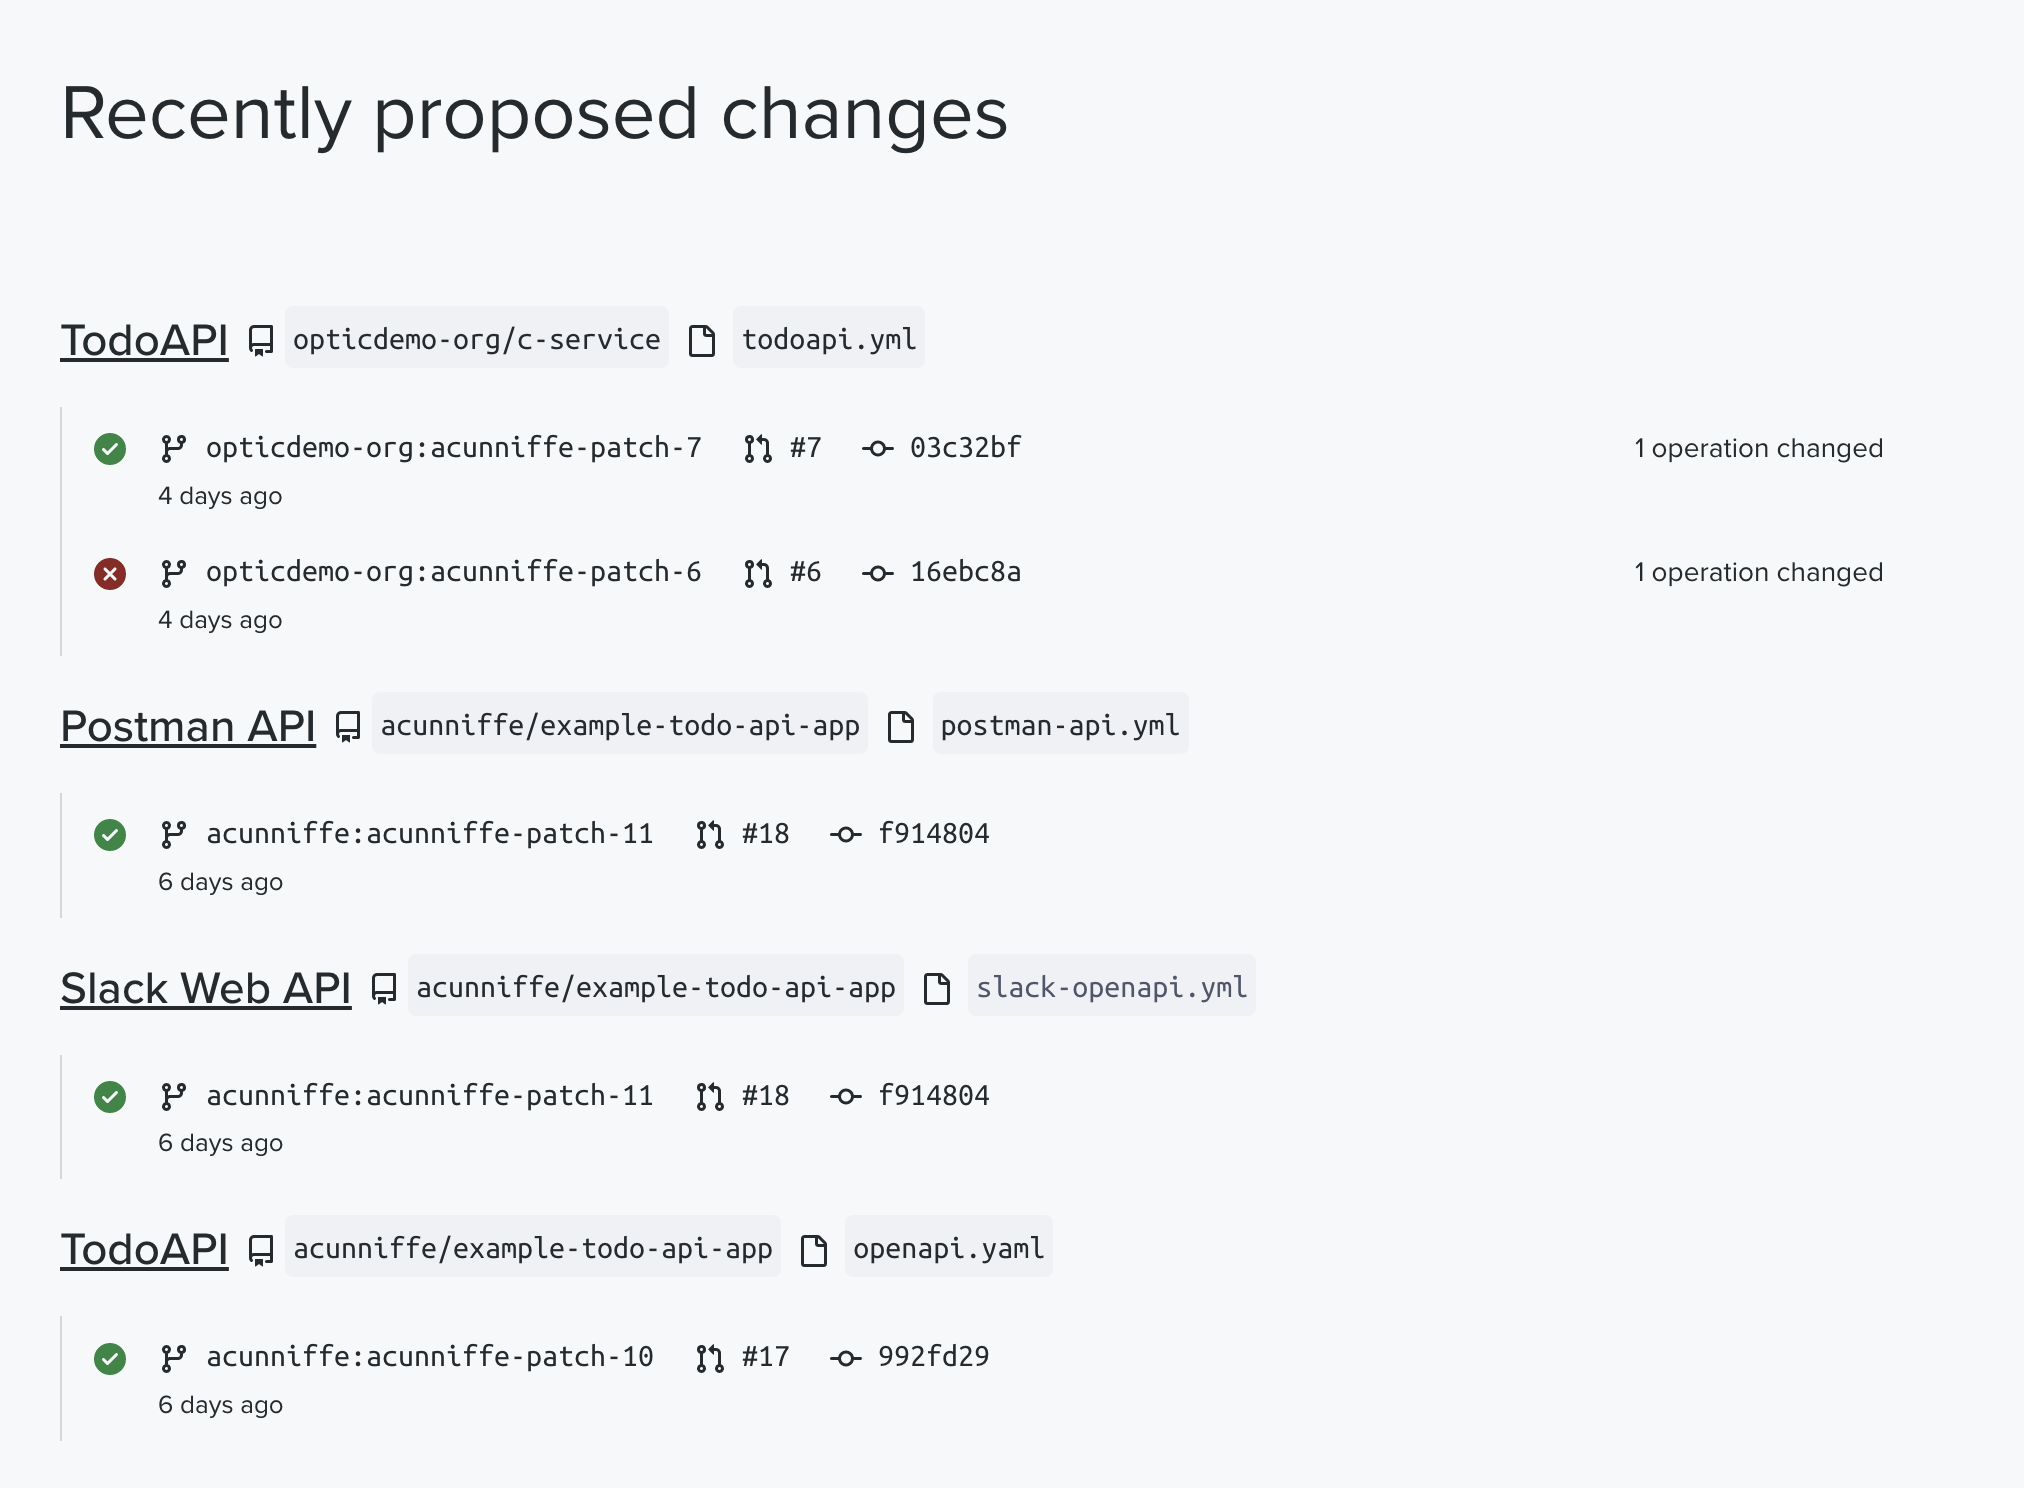 Recently proposed changes
TodoAPI opticdemo-org/c-service todoapi.yml
opticdemo-org:acunniffe-patch-7 #7 03c32bf 1 operation changed
4 days ago
opticdemo-org:acunniffe-patch-6 #6 16ebc8a 1 operation changed
4 days ago
Postman API acunniffe/example-todo-api-app postman-api.yml
acunniffe:acunniffe-patch-11 #18 f914804
6 days ago
Slack Web API acunniffe/example-todo-api-app slack-openapi.yml
acunniffe:acunniffe-patch-11 #18 f914804
6 days ago
TodoAPI acunniffe/example-todo-api-app openapi.yaml
acunniffe:acunniffe-patch-10 #17 992fd29
6 days ago